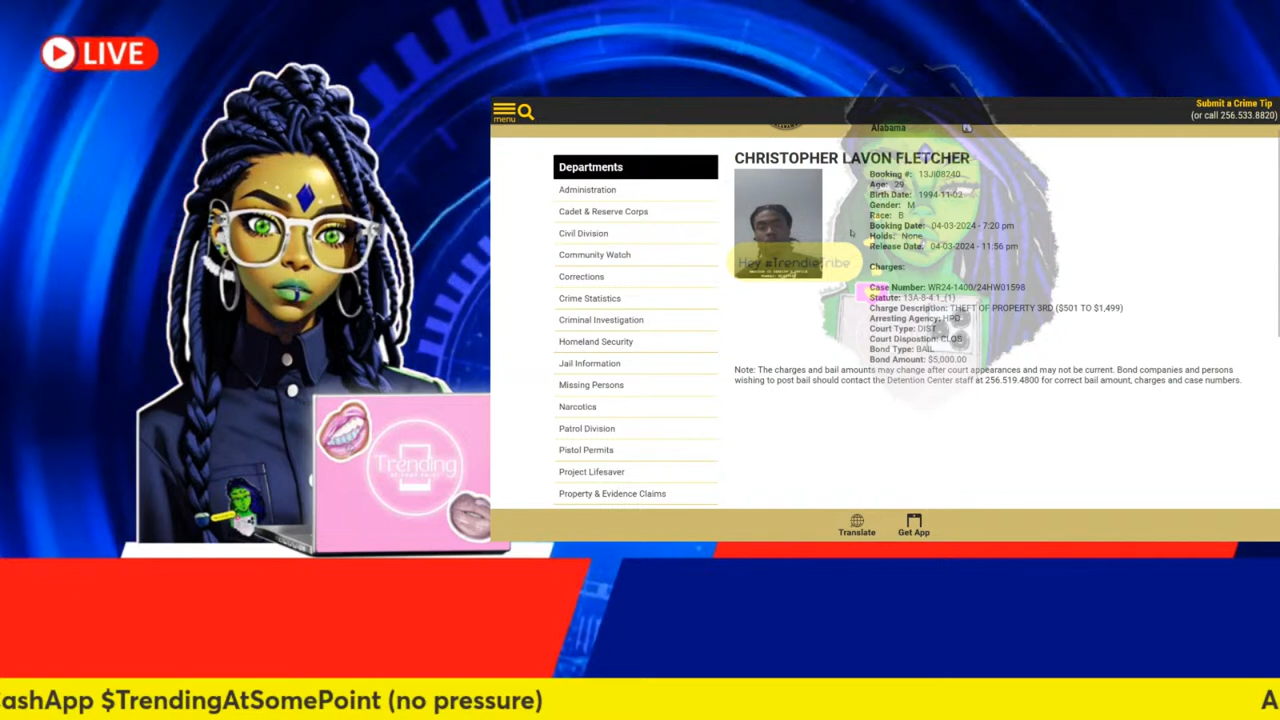 LIVE
menu
Submit a Crime Tip
(or call 256.533.8820)
Alabama
Departments
Administration
Cadet & Reserve Corps
Civil Division
Community Watch
Corrections
Crime Statistics
Criminal Investigation
Homeland Security
Jail Information
Missing Persons
Narcotics
Patrol Division
Pistol Permits
Project Lifesaver
Property & Evidence Claims
CHRISTOPHER LAVON FLETCHER
Booking #: 13JI08240
Age: 29
Birth Date: 1994-11-02
Gender: M
Race: B
Booking Date: 04-03-2024 - 7:20 pm
Holds: None
Release Date: 04-03-2024 - 11:56 pm
Hey #TrendieTribe
Charges:
Case Number: WR24-1400/24HW01598
Statute: 13A-8-4.1_(1)
Charge Description: THEFT OF PROPERTY 3RD ($501 TO $1,499)
Arresting Agency: HPD
Court Type: DIST
Court Dispostion: CLOS
Bond Type: BAIL
Bond Amount: $5,000.00
Note: The charges and bail amounts may change after court appearances and may not be current. Bond companies and persons
wishing to post bail should contact the Detention Center staff at 256.519.4800 for correct bail amount, charges and case numbers.
Trending
Translate
Get App
CashApp $TrendingAtSomePoint (no pressure)
A